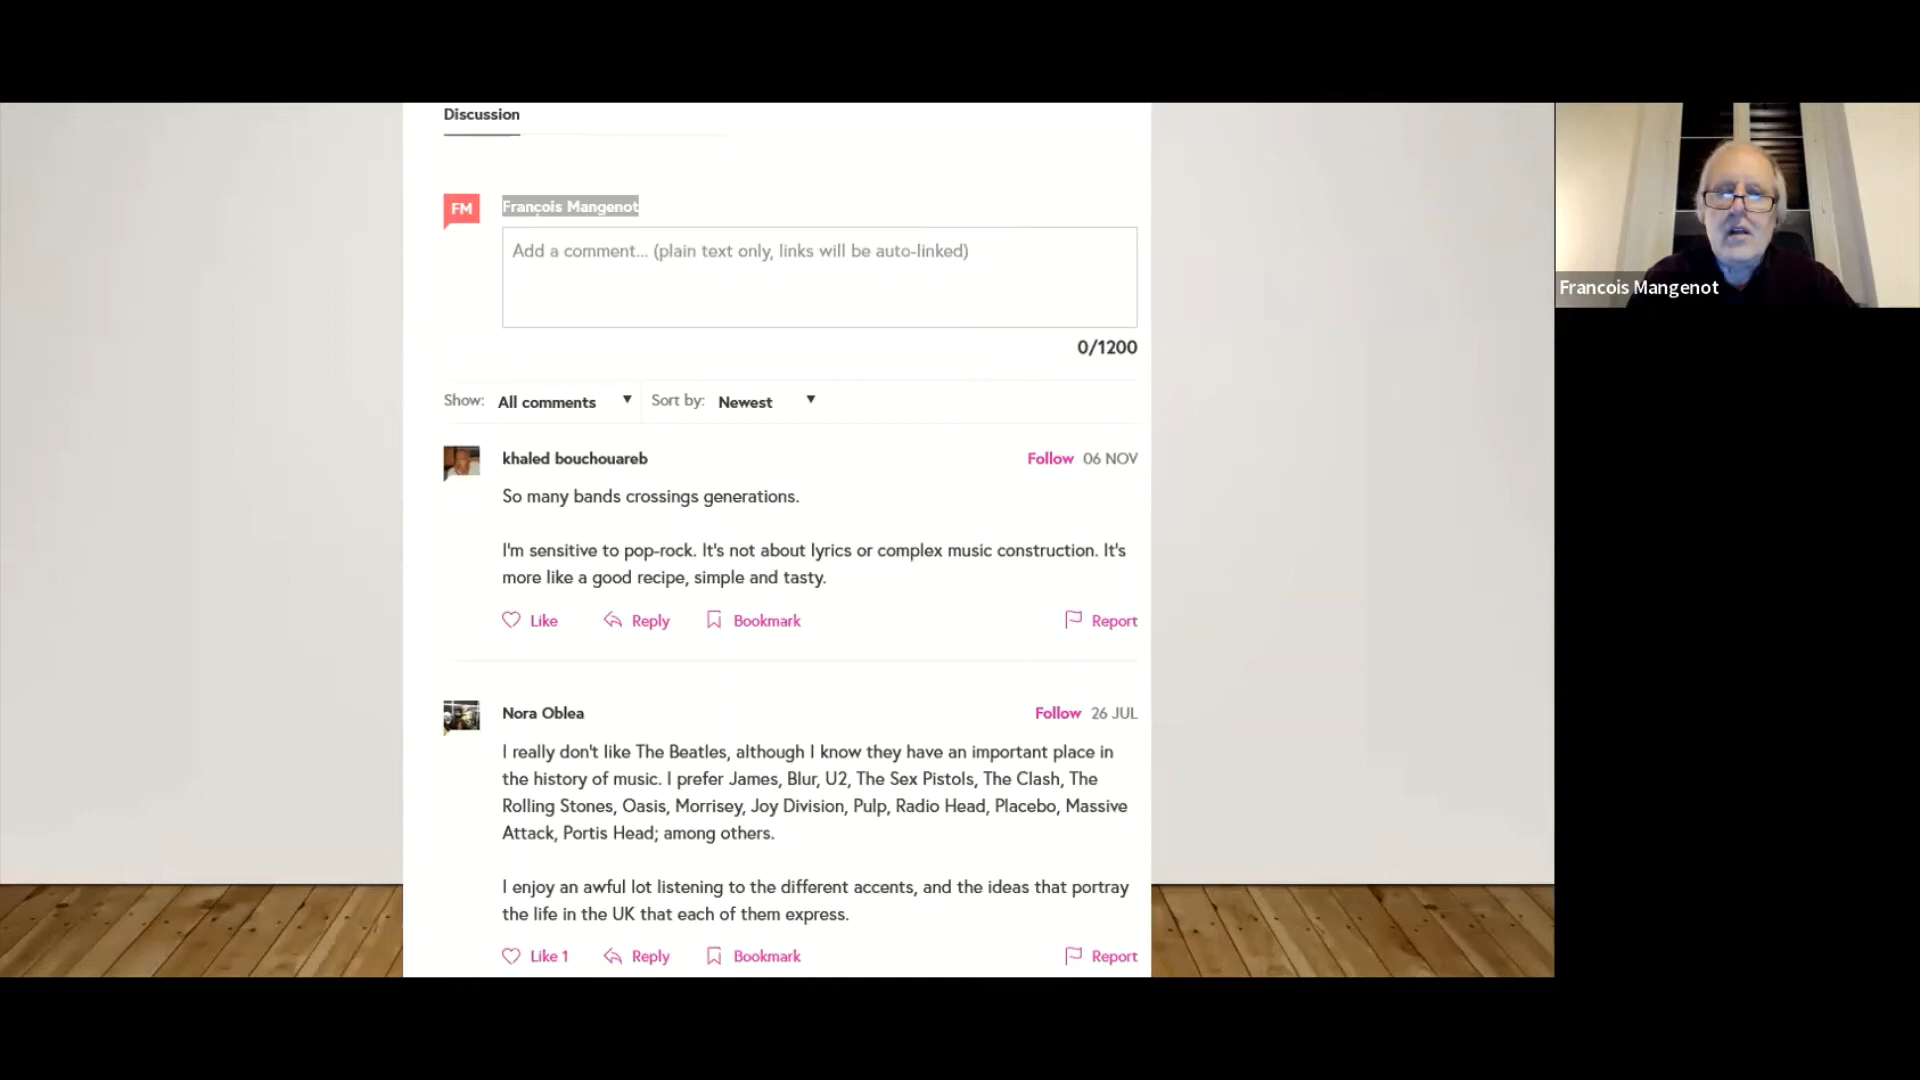 Discussion
FM
François Mangenot
Add a comment... (plain text only, links will be auto-linked)
0/1200
Show: All comments ▼ Sort by: Newest ▼
khaled bouchouareb
Follow 06 NOV
So many bands crossings generations.
I'm sensitive to pop-rock. It's not about lyrics or complex music construction. It's
more like a good recipe, simple and tasty.
Like Reply Bookmark Report
Nora Oblea
Follow 26 JUL
I really don't like The Beatles, although I know they have an important place in
the history of music. I prefer James, Blur, U2, The Sex Pistols, The Clash, The
Rolling Stones, Oasis, Morrisey, Joy Division, Pulp, Radio Head, Placebo, Massive
Attack, Portis Head; among others.
I enjoy an awful lot listening to the different accents, and the ideas that portray
the life in the UK that each of them express.
Like 1 Reply Bookmark Report
Francois Mangenot